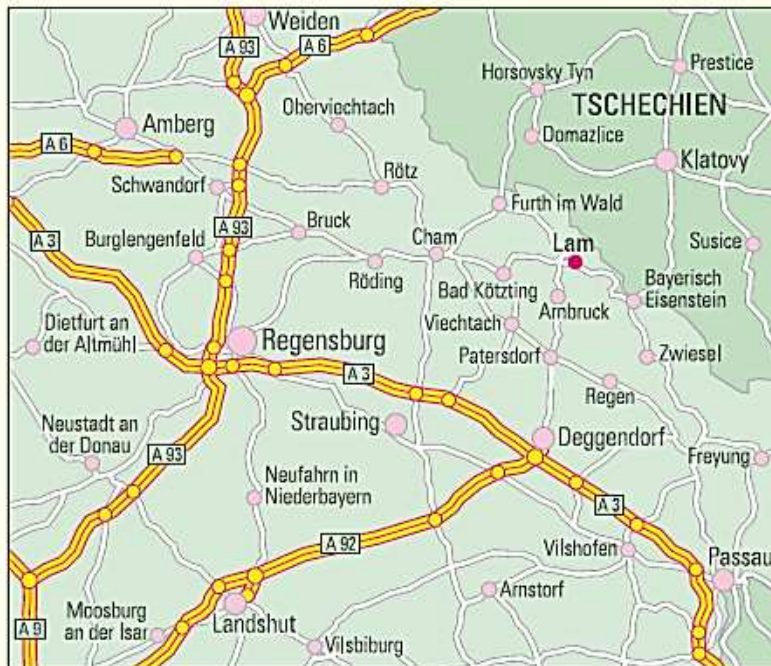 Weiden
A 93
A 6
Prestice
Horsovsky Tyn
Oberviechtach
TSCHECHIEN
Amberg
Domazlice
A 6
Klatovy
Schwandorf
Rötz
Furth im Wald
A 93
Bruck
A 3
Burglengenfeld
Cham
Lam
Susice
Röding
Bad Kötzting
Bayerisch
Eisenstein
Arnbruck
Dietfurt an
der Altmühl
Viechtach
Regensburg
Patersdorf
Zwiesel
A 3
Regen
Neustadt an
der Donau
Straubing
Deggendorf
A 93
Freyung
Neufahrn in
Niederbayern
A 3
A 92
Vilshofen
Passau
Arnstorf
Moosburg
an der Isar
Landshut
A 9
Vilsbiburg